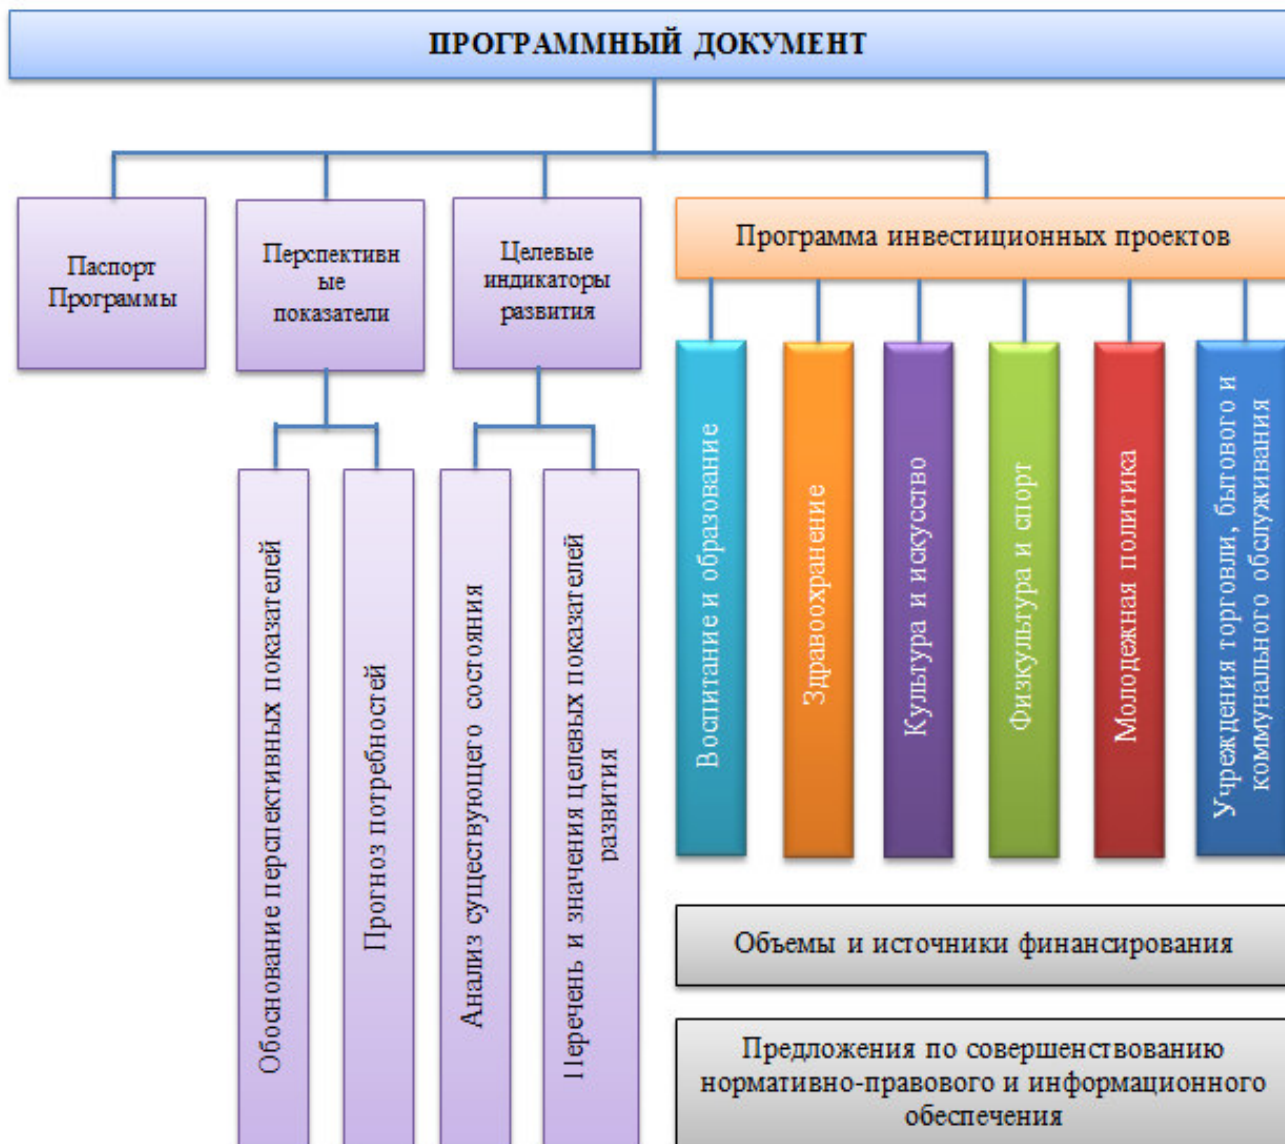 ПРОГРАММНЫЙ ДОКУМЕНТ
Паспорт
Программы
Перспективн
ые
показатели
Целевые
индикаторы
развития
Программа инвестиционных проектов
Обоснование перспективных показателей
Прогноз потребностей
Анализ существующего состояния
Перечень и значения целевых показателей
развития
Воспитание и образование
Здравоохранение
Культура и искусство
Физкультура и спорт
Молодежная политика
Учреждения торговли, бытового и
коммунального обслуживания
Объемы и источники финансирования
Предложения по совершенствованию
нормативно-правового и информационного
обеспечения